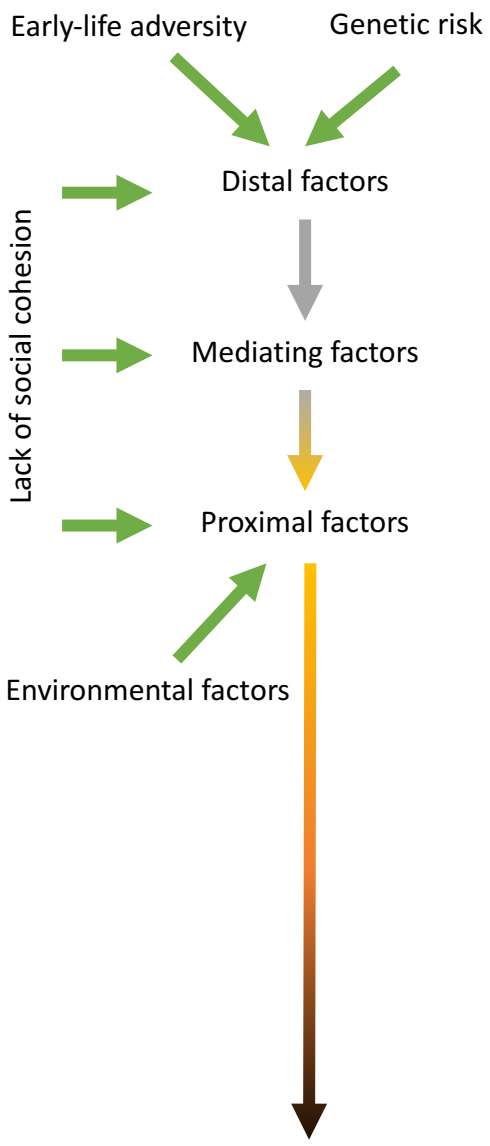 Early-life adversity
Genetic risk
Distal factors
Lack of social cohesion
Mediating factors
Proximal factors
Environmental factors